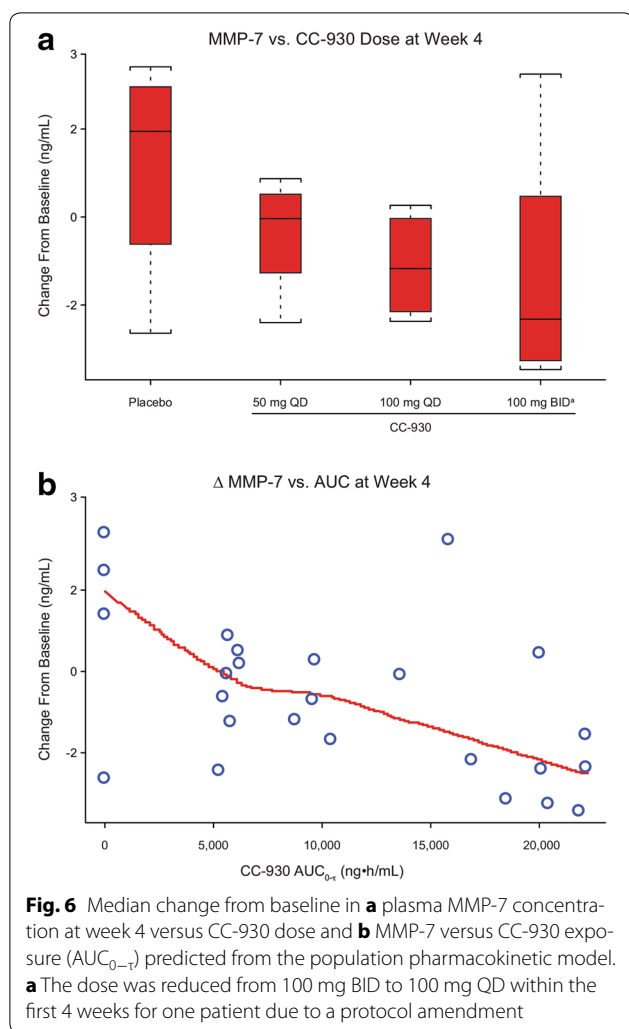 a
MMP-7 vs. CC-930 Dose at Week 4
Change From Baseline (ng/mL)
3
2
0
-2
Placebo
50 mg QD
100 mg QD
100 mg BIDᵃ
CC-930
b
Δ MMP-7 vs. AUC at Week 4
Change From Baseline (ng/mL)
3
2
0
-2
0
5,000
10,000
15,000
20,000
CC-930 AUC₀₋τ (ng•h/mL)
Fig. 6 Median change from baseline in a plasma MMP-7 concentra-
tion at week 4 versus CC-930 dose and b MMP-7 versus CC-930 expo-
sure (AUC₀₋τ) predicted from the population pharmacokinetic model.
a The dose was reduced from 100 mg BID to 100 mg QD within the
first 4 weeks for one patient due to a protocol amendment